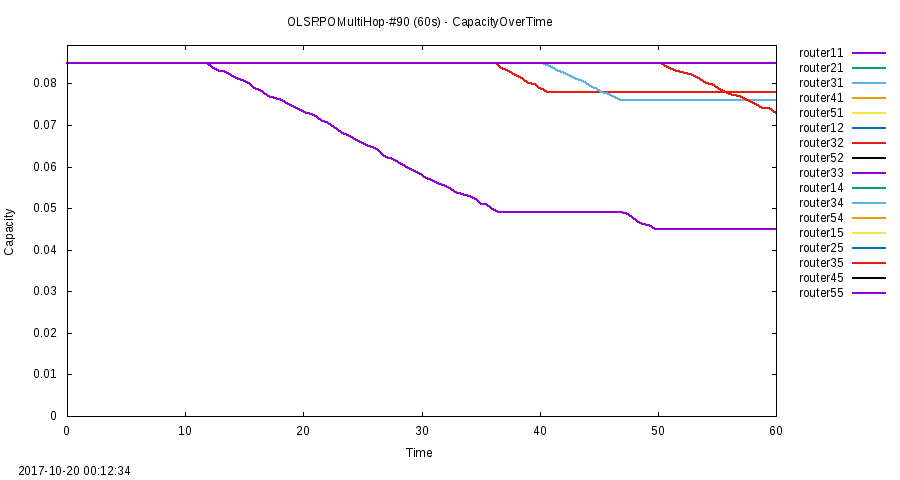 OLSRPOMultiHop-#90 (60s) - CapacityOverTime
router11
router21
router31
router41
router51
router12
router32
router52
router33
router14
router34
router54
router15
router25
router35
router45
router55
0.08
0.07
0.06
0.05
0.04
0.03
0.02
0.01
0
Capacity
0 10 20 30 40 50 60
Time
2017-10-20 00:12:34